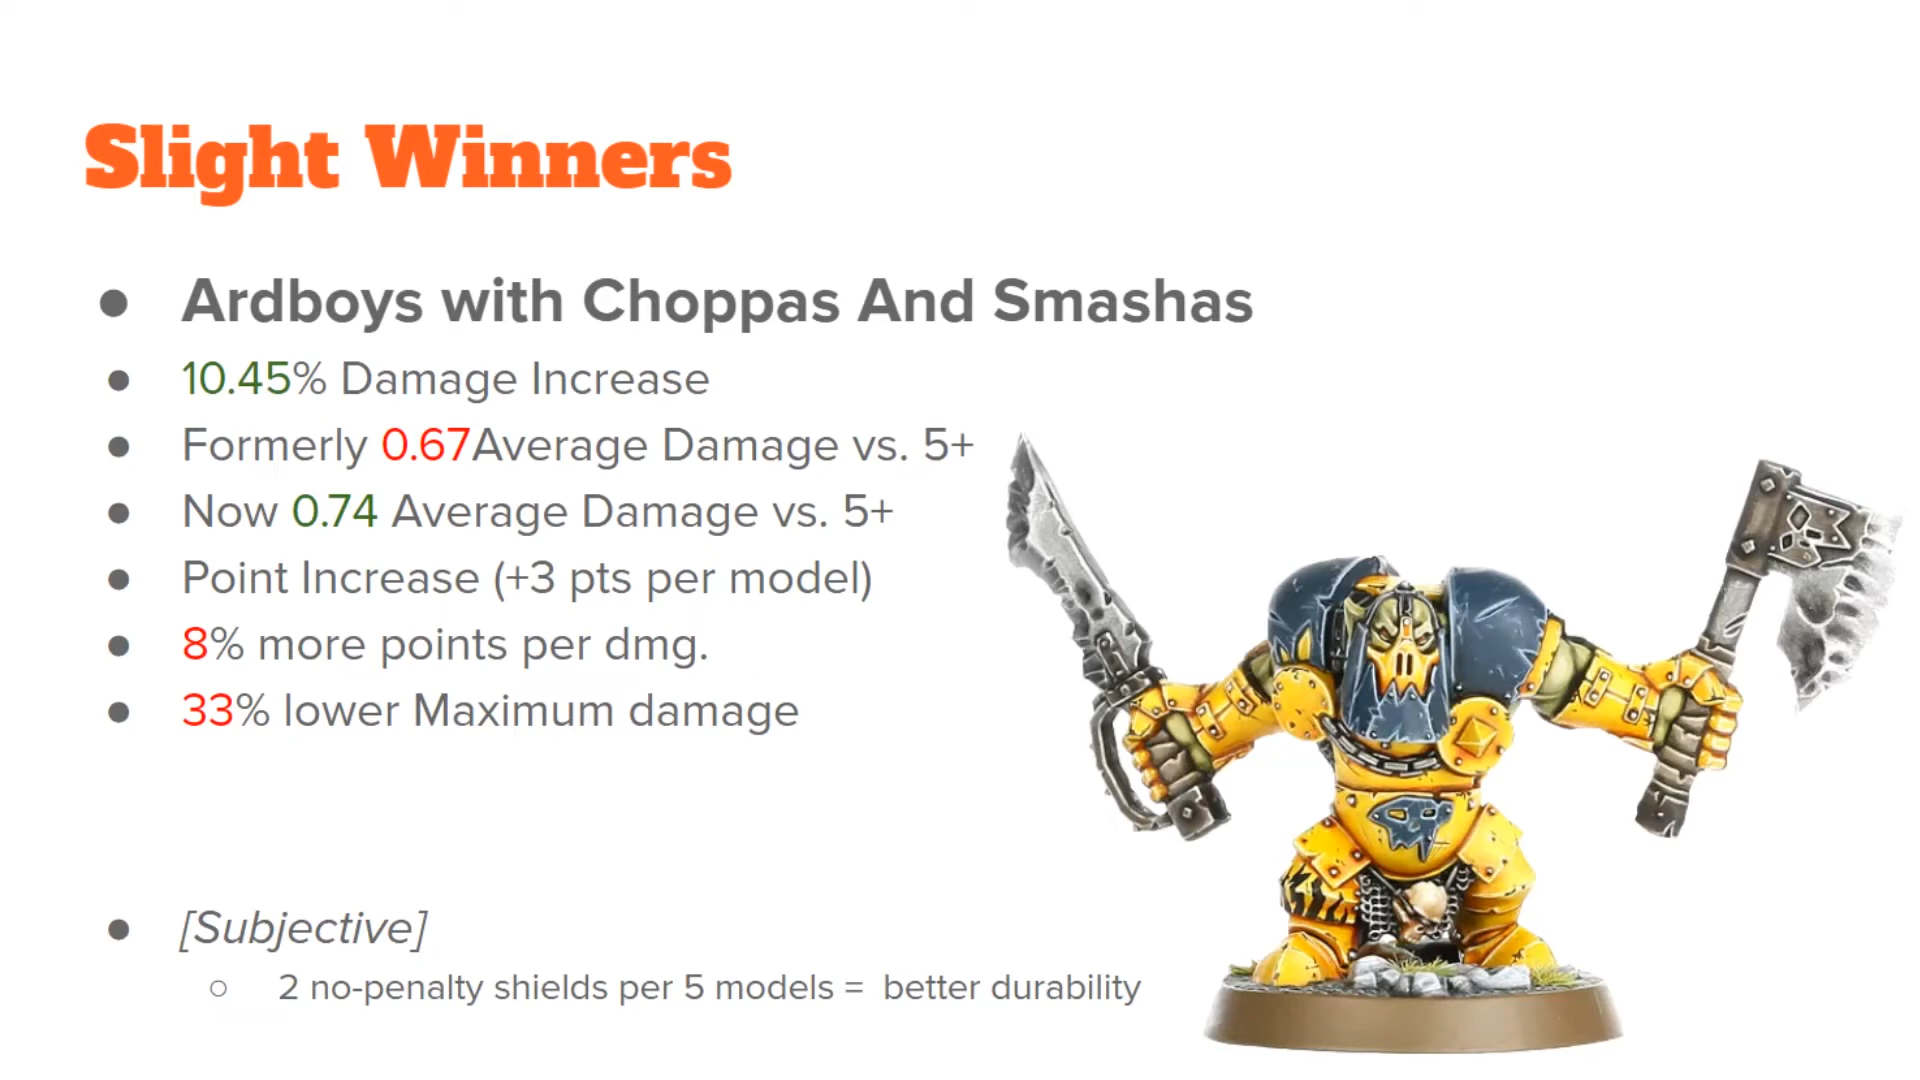 Slight Winners
● Ardboys with Choppas And Smashas
● 10.45% Damage Increase
● Formerly 0.67Average Damage vs. 5+
● Now 0.74 Average Damage vs. 5+
● Point Increase (+3 pts per model)
● 8% more points per dmg.
● 33% lower Maximum damage
● [Subjective]
○ 2 no-penalty shields per 5 models = better durability